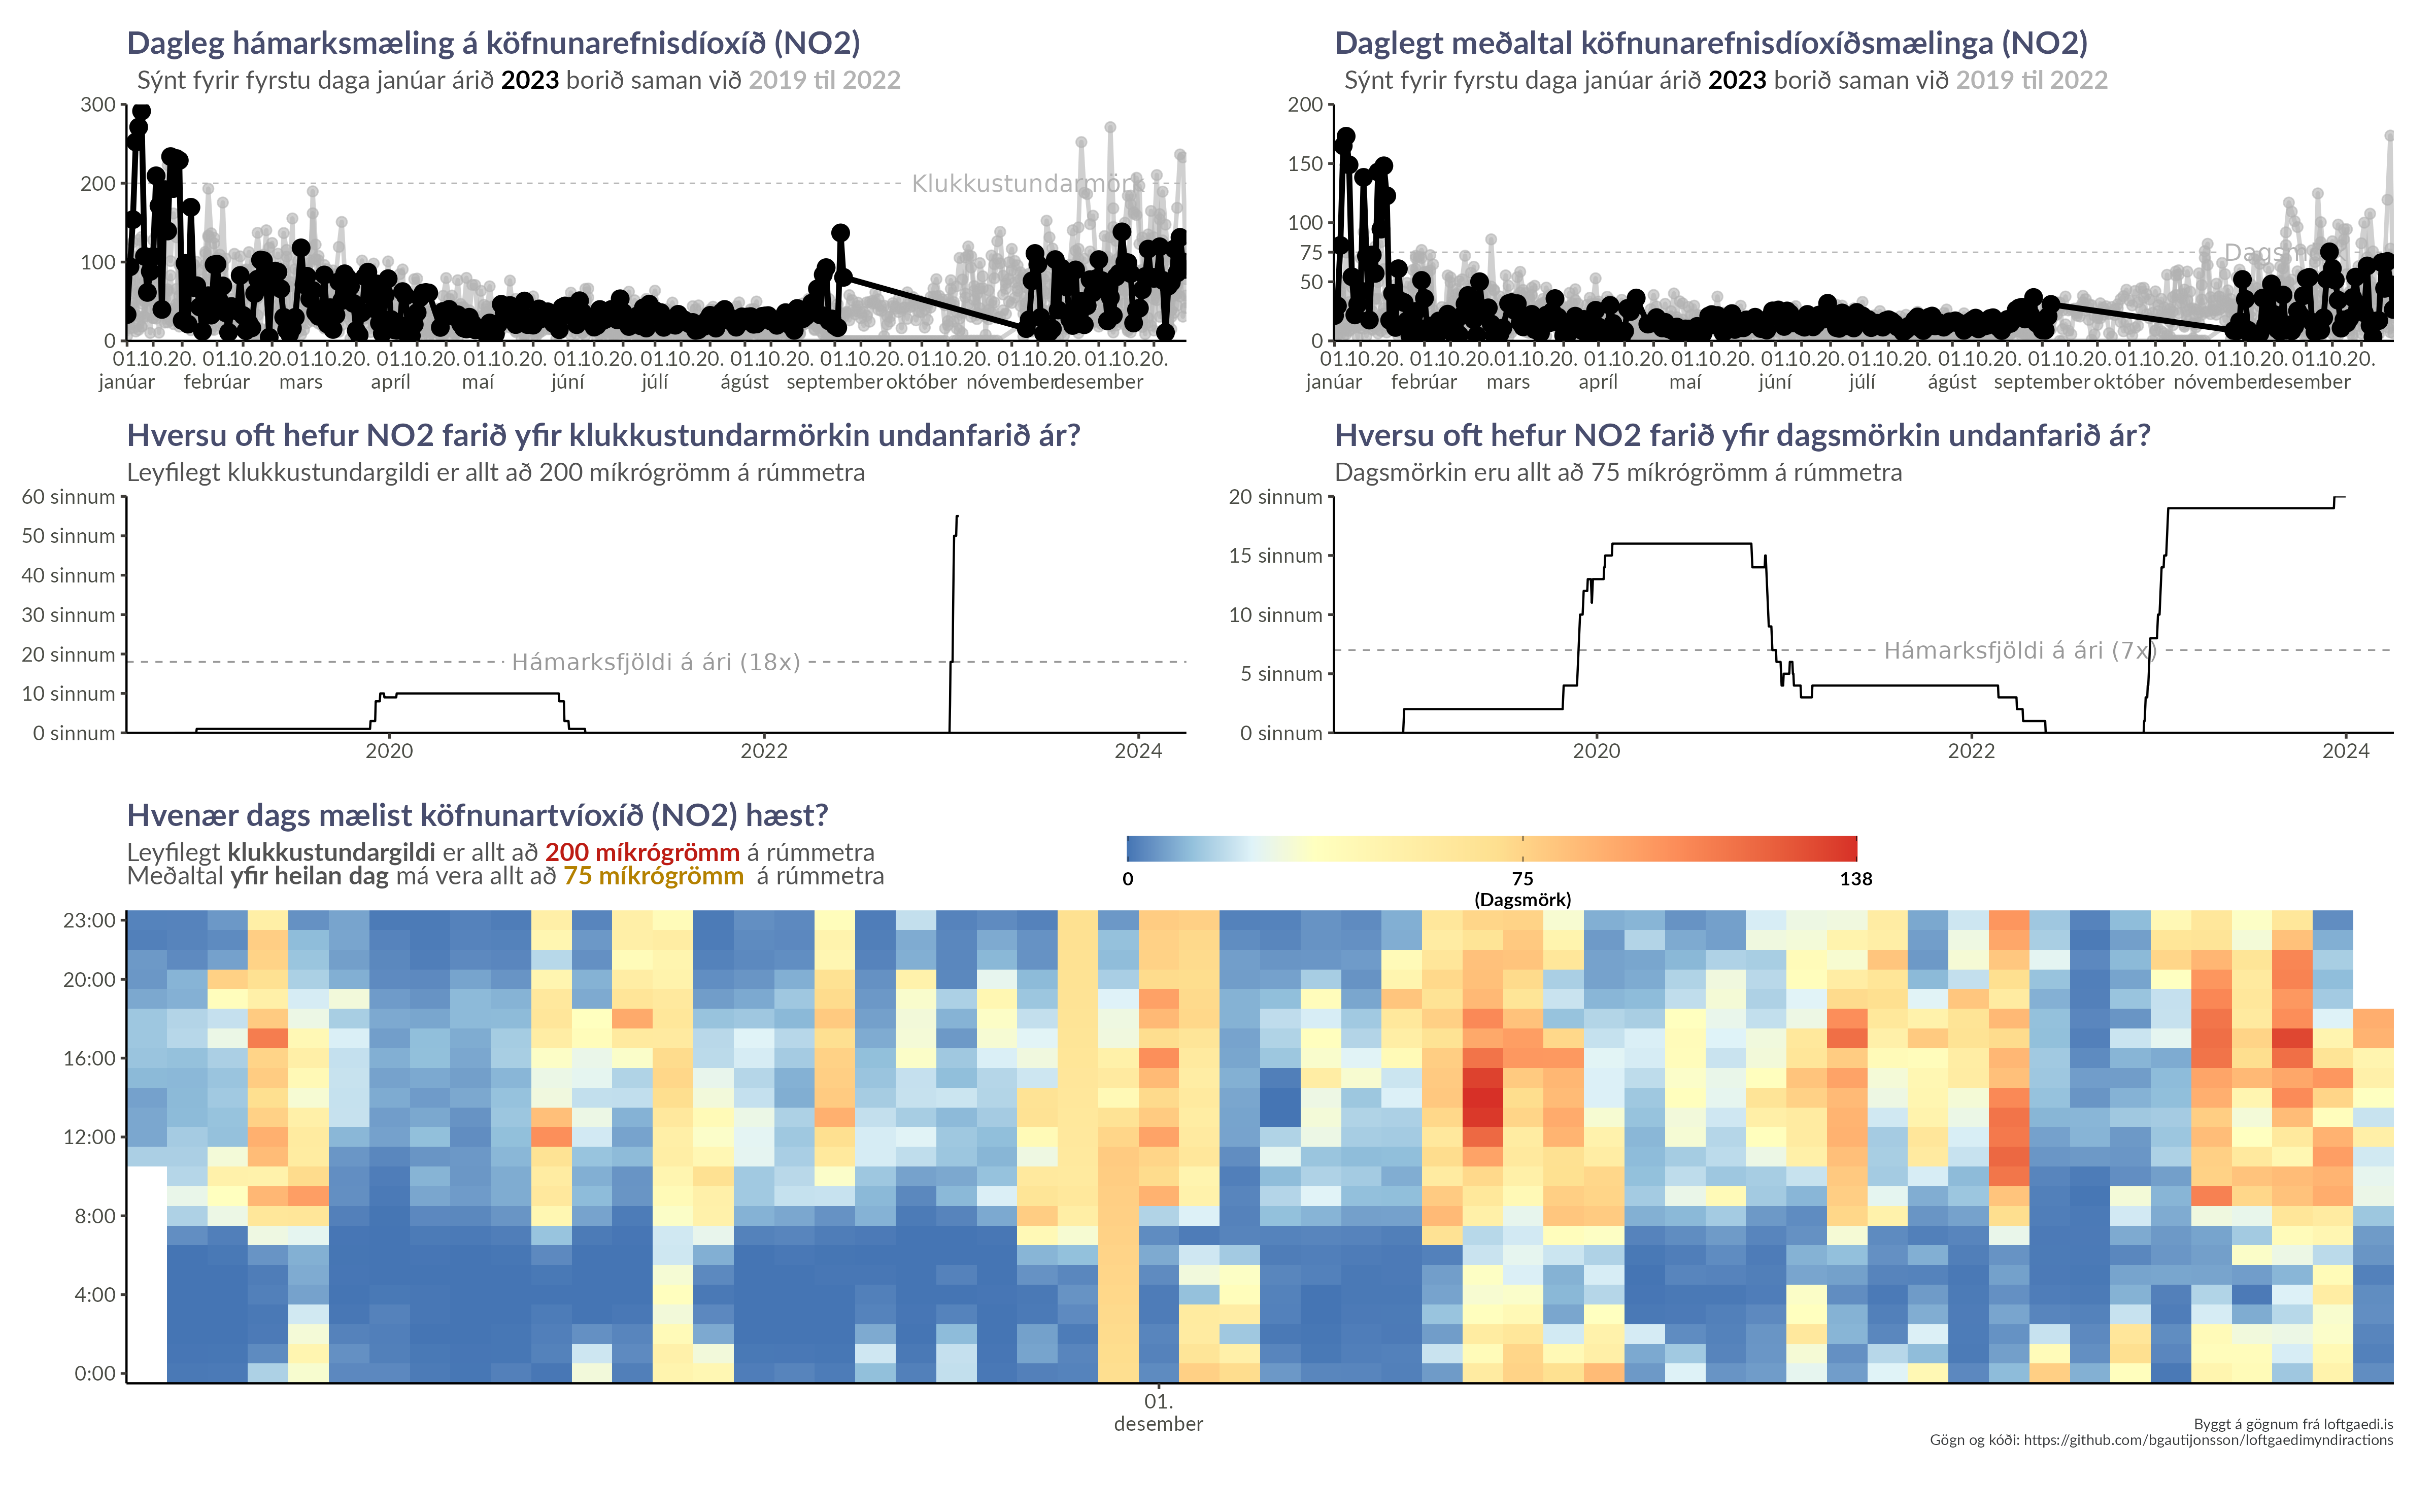 Dagleg hámarksmæling á köfnunarefnisdíoxíð (NO2)
Sýnt fyrir fyrstu daga janúar árið 2023 borið saman við 2019 til 2022
300
200
100
0
Klukkustundarmörk
01.10.20. 01.10.20. 01.10.20. 01.10.20. 01.10.20. 01.10.20. 01.10.20. 01.10.20. 01.10.20. 01.10.20. 01.10.20. 01.10.20.
janúar febrúar mars apríl maí júní júlí ágúst september október nóvember desember
Daglegt meðaltal köfnunarefnisdíoxíðsmælinga (NO2)
Sýnt fyrir fyrstu daga janúar árið 2023 borið saman við 2019 til 2022
200
150
100
75
50
0
01.10.20. 01.10.20. 01.10.20. 01.10.20. 01.10.20. 01.10.20. 01.10.20. 01.10.20. 01.10.20. 01.10.20. 01.10.20. 01.10.20.
janúar febrúar mars apríl maí júní júlí ágúst september október nóvember desember
Hversu oft hefur NO2 farið yfir klukkustundarmörkin undanfarið ár?
Leyfilegt klukkustundargildi er allt að 200 míkrógrömm á rúmmetra
60 sinnum
50 sinnum
40 sinnum
30 sinnum
20 sinnum
10 sinnum
0 sinnum
Hámarksfjöldi á ári (18x)
2020 2022 2024
Hversu oft hefur NO2 farið yfir dagsmörkin undanfarið ár?
Dagsmörkin eru allt að 75 míkrógrömm á rúmmetra
20 sinnum
15 sinnum
10 sinnum
5 sinnum
0 sinnum
Hámarksfjöldi á ári (7x)
2020 2022 2024
Hvenær dags mælist köfnunartvíoxíð (NO2) hæst?
Leyfilegt klukkustundargildi er allt að 200 míkrógrömm á rúmmetra
Meðaltal yfir heilan dag má vera allt að 75 míkrógrömm á rúmmetra
0 75 138
(Dagsmörk)
23:00
20:00
16:00
12:00
8:00
4:00
0:00
01.
desember
Byggt á gögnum frá loftgaedi.is
Gögn og kóði: https://github.com/bgautijonsson/loftgaedimyndiractions